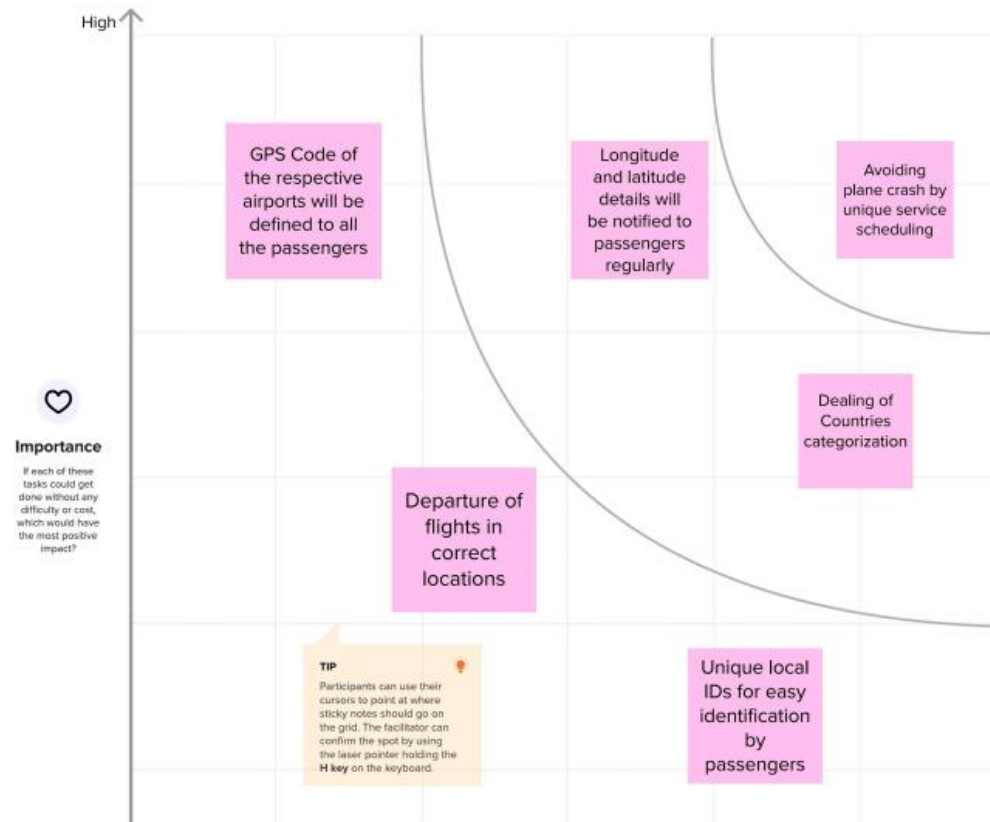 High
GPS Code of
the respective
airports will be
defined to all
the passengers
Longitude
and latitude
details will
be notified to
passengers
regularly
Avoiding
plane crash by
unique service
scheduling
Importance
If each of these
tasks could get
done without any
difficulty or cost,
which would have
the most positive
impact?
Dealing of
Countries
categorization
Departure of
flights in
correct
locations
TIP
Participants can use their
cursors to point at where
sticky notes should go on
the grid. The facilitator can
confirm the spot by using
the laser pointer holding the
H key on the keyboard.
Unique local
IDs for easy
identification
by
passengers